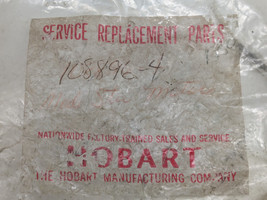 SERVICE REPLACEMENT PARTS
108896-4
NATIONWIDE FACTORY-TRAINED SALES AND SERVICE
HOBART
THE HOBART MANUFACTURING COMPANY